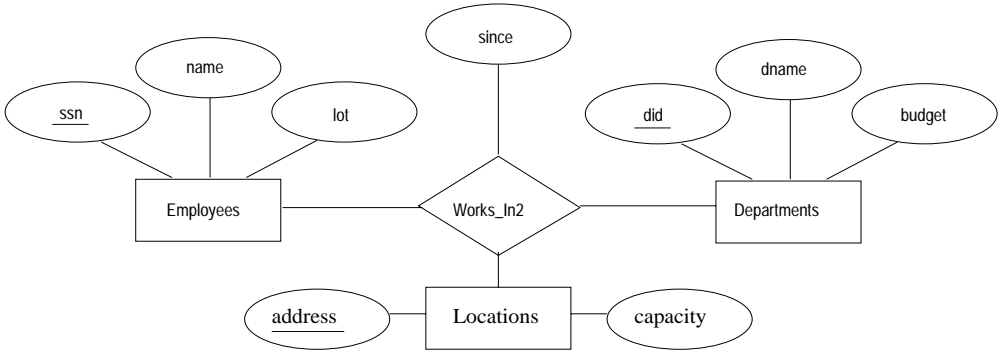 since
name
dname
ssn
lot
did
budget
Employees
Works_In2
Departments
address
Locations
capacity